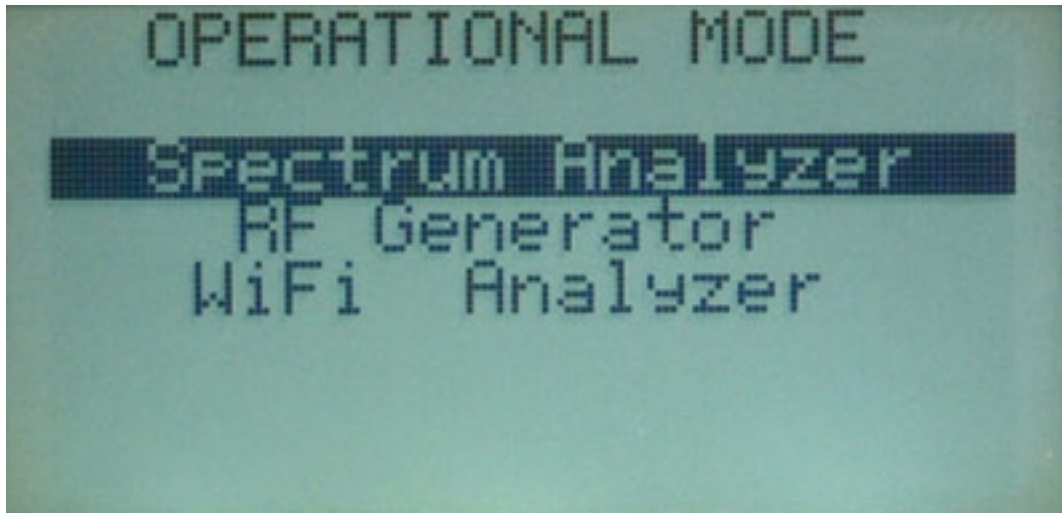 OPERATIONAL MODE
Spectrum Analyzer
RF Generator
WiFi Analyzer